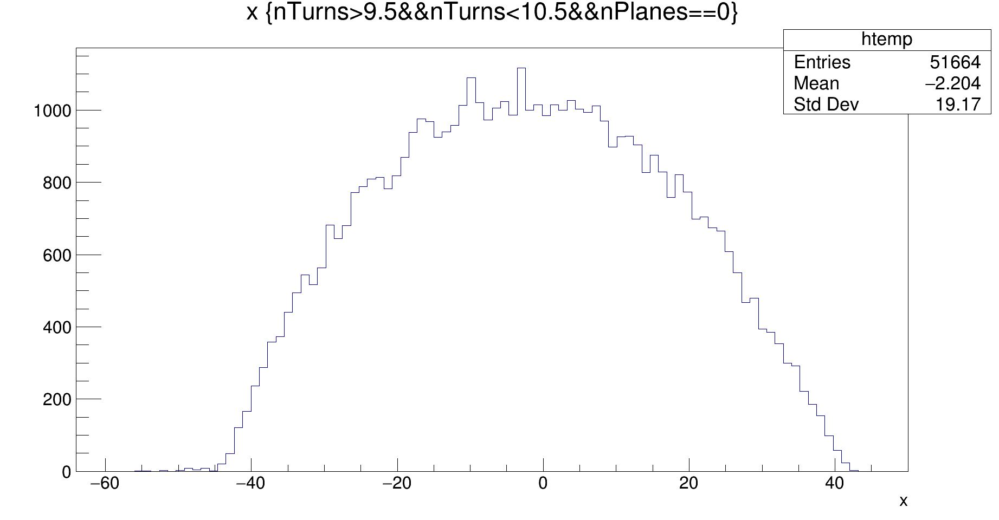 x {nTurns>9.5&&nTurns<10.5&&nPlanes==0}
htemp
Entries 51664
Mean −2.204
Std Dev 19.17
1000
800
600
400
200
0
−60 −40 −20 0 20 40
x